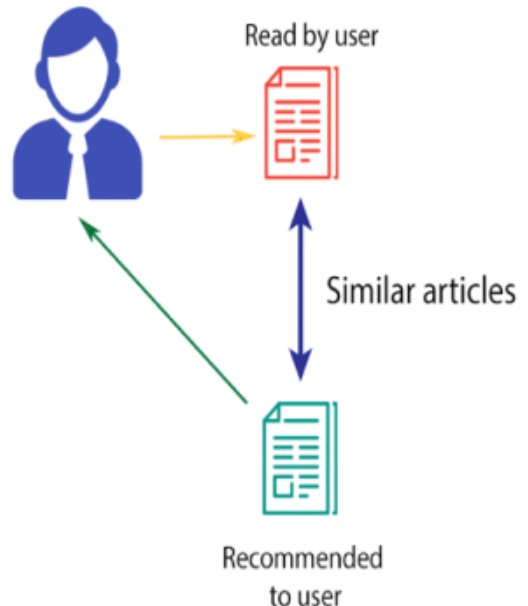 Read by user
Similar articles
Recommended
to user